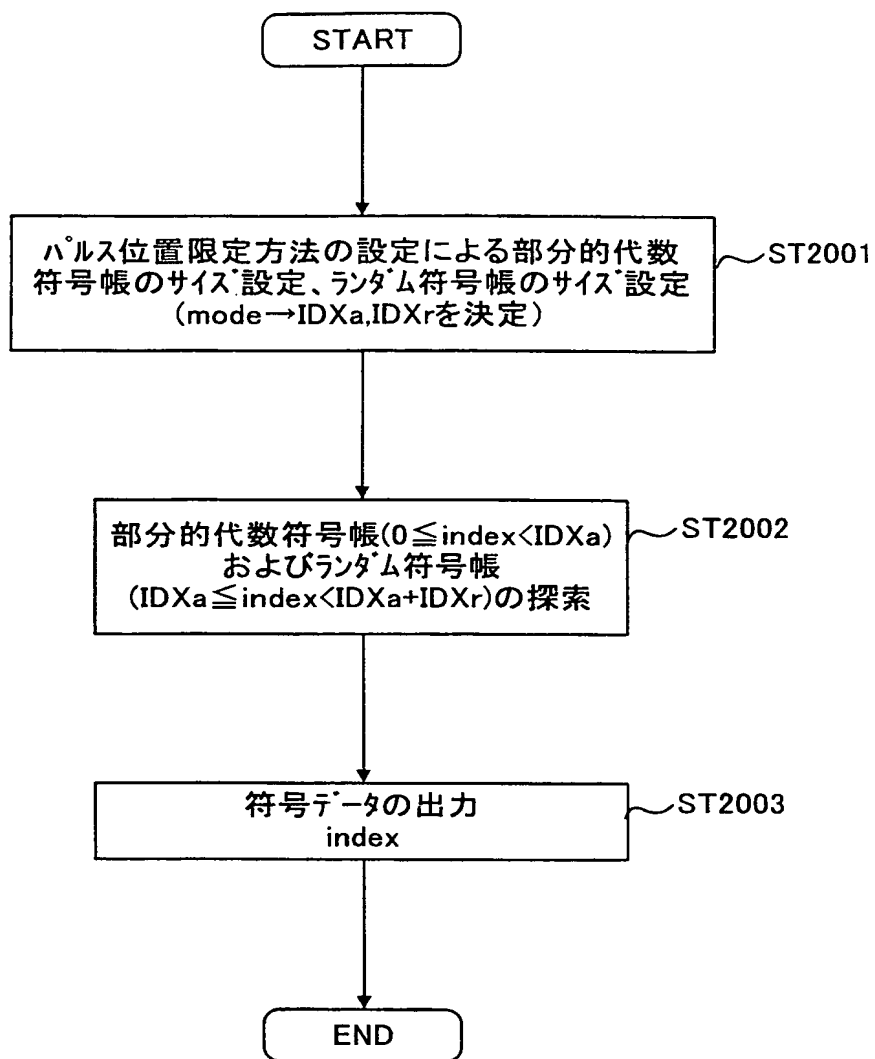 START
パルス位置限定方法の設定による部分的代数
符号帳のサイズ設定、ランダム符号帳のサイズ設定
(mode→IDXa,IDXrを決定)
ST2001
部分的代数符号帳(0≦index<IDXa)
およびランダム符号帳
(IDXa≦index<IDXa+IDXr)の探索
ST2002
符号データの出力
index
ST2003
END